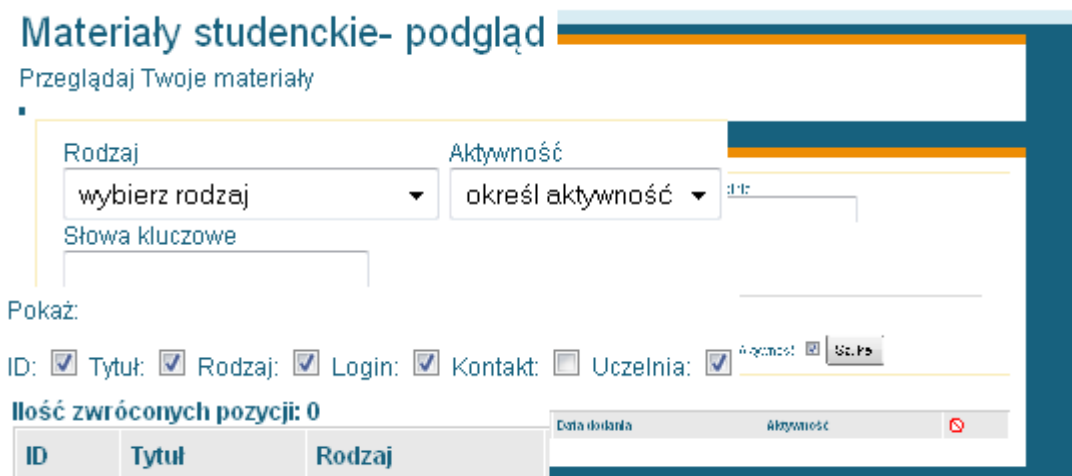 Materiały studenckie- podgląd
Przeglądaj Twoje materiały
Rodzaj Aktywność
wybierz rodzaj określ aktywność
Słowa kluczowe
Pokaż:
ID: Tytuł: Rodzaj: Login: Kontakt: Uczelnia: Aktywność
Ilość zwróconych pozycji: 0
Data dodania Aktywność
ID Tytuł Rodzaj